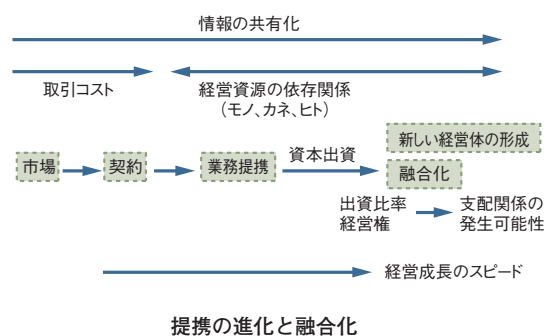 情報の共有化
取引コスト
経営資源の依存関係
(モノ、カネ、ヒト)
市場
契約
業務提携
資本出資
新しい経営体の形成
融合化
出資比率
経営権
支配関係の
発生可能性
経営成長のスピード
提携の進化と融合化